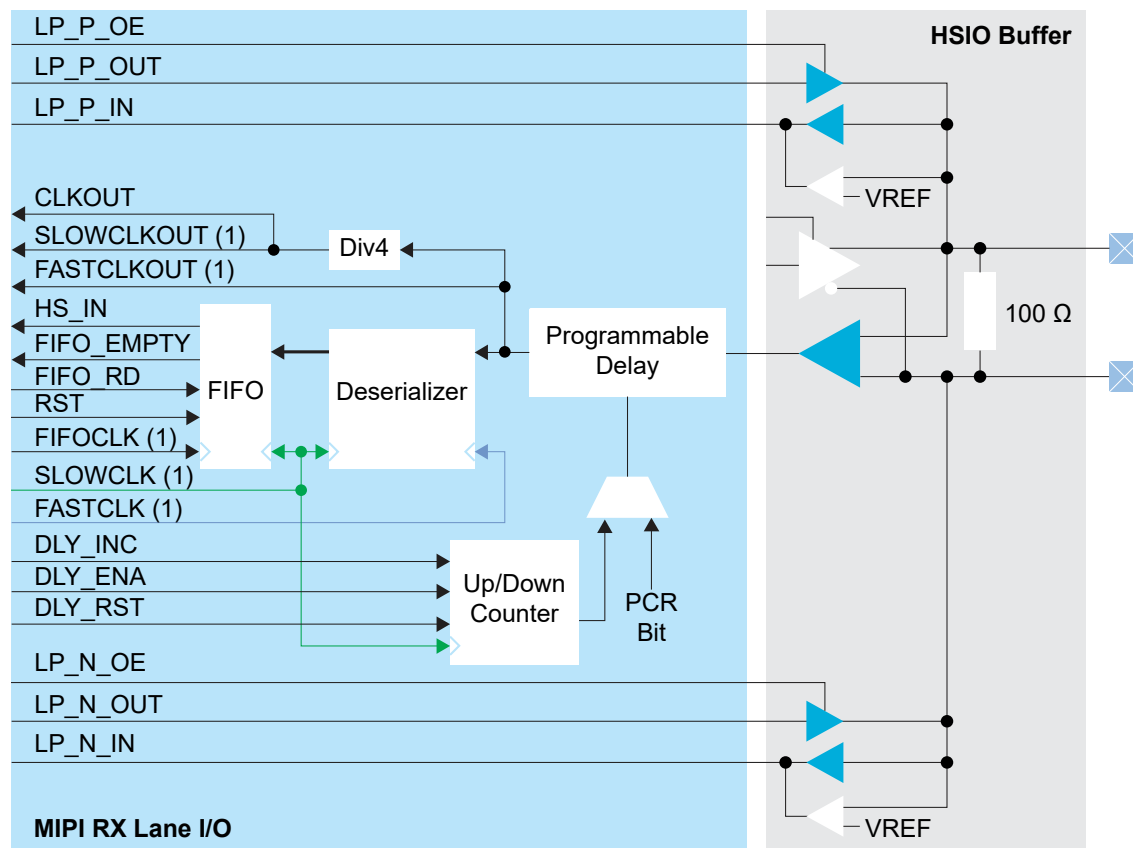 LP_P_OE
HSIO Buffer
LP_P_OUT
LP_P_IN
VREF
CLKOUT
SLOWCLKOUT (1)
Div4
FASTCLKOUT (1)
HS_IN
FIFO_EMPTY
FIFO_RD
RST
FIFOCLK (1)
SLOWCLK (1)
FASTCLK (1)
FIFO
Deserializer
Programmable
Delay
100 Ω
DLY_INC
DLY_ENA
DLY_RST
Up/Down
Counter
PCR
Bit
LP_N_OE
LP_N_OUT
LP_N_IN
VREF
MIPI RX Lane I/O